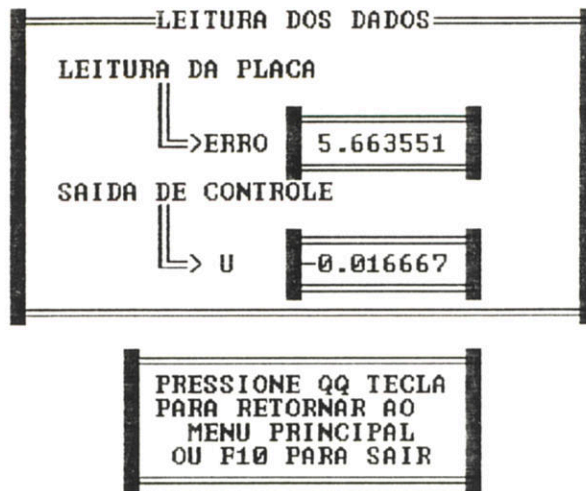 LEITURA DOS DADOS
LEITURA DA PLACA
=>ERRO 5.663551
SAIDA DE CONTROLE
=> U -0.016667
PRESSIONE QQ TECLA
PARA RETORNAR AO
MENU PRINCIPAL
OU F10 PARA SAIR